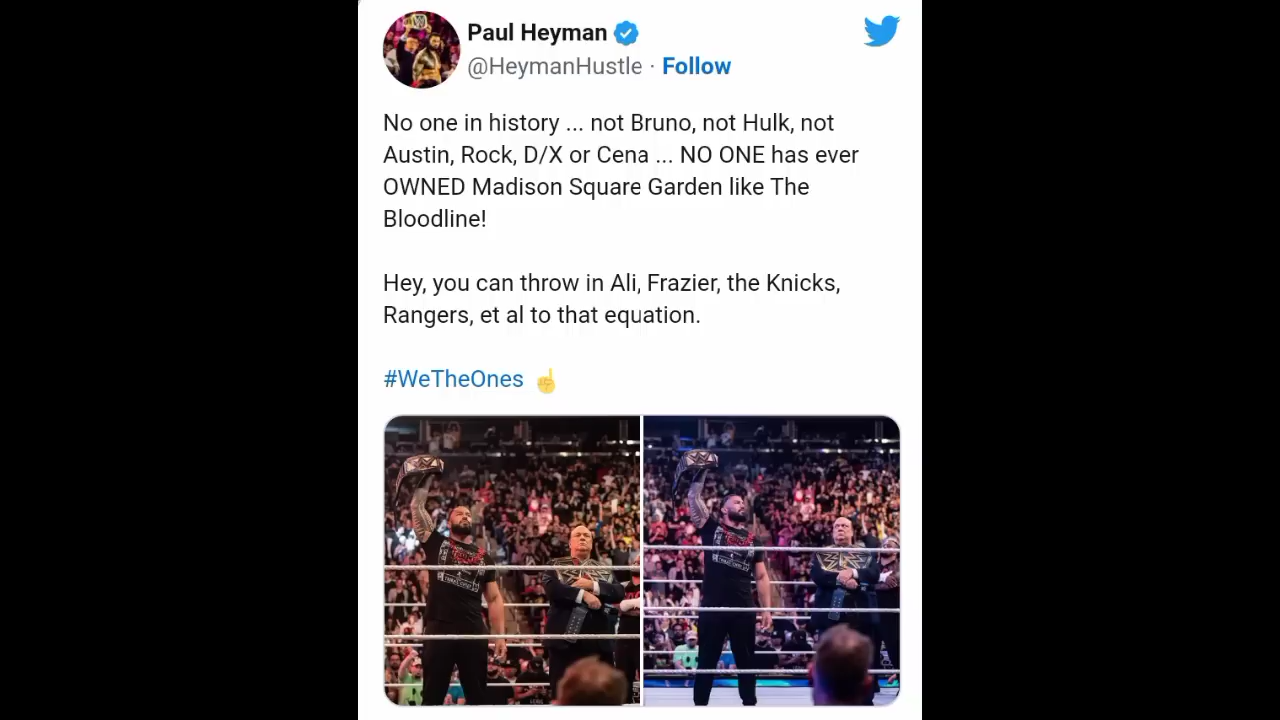 Paul Heyman
@HeymanHustle · Follow
No one in history ... not Bruno, not Hulk, not
Austin, Rock, D/X or Cena ... NO ONE has ever
OWNED Madison Square Garden like The
Bloodline!
Hey, you can throw in Ali, Frazier, the Knicks,
Rangers, et al to that equation.
#WeTheOnes ☝